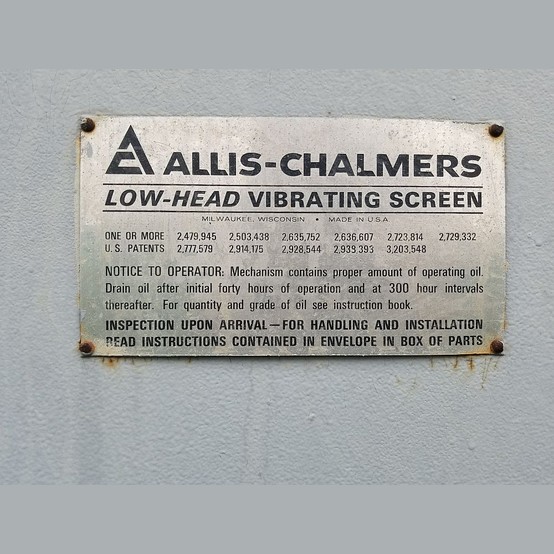 ALLIS-CHALMERS
LOW-HEAD VIBRATING SCREEN
MILWAUKEE, WISCONSIN • MADE IN U.S.A
ONE OR MORE 2,479,945 2,503,438 2,635,752 2,636,607 2,723,814 2,729,332
U.S. PATENTS 2,777,579 2,914,175 2,928,544 2,939,393 3,203,548
NOTICE TO OPERATOR: Mechanism contains proper amount of operating oil.
Drain oil after initial forty hours of operation and at 300 hour intervals
thereafter. For quantity and grade of oil see instruction book.
INSPECTION UPON ARRIVAL—FOR HANDLING AND INSTALLATION
READ INSTRUCTIONS CONTAINED IN ENVELOPE IN BOX OF PARTS